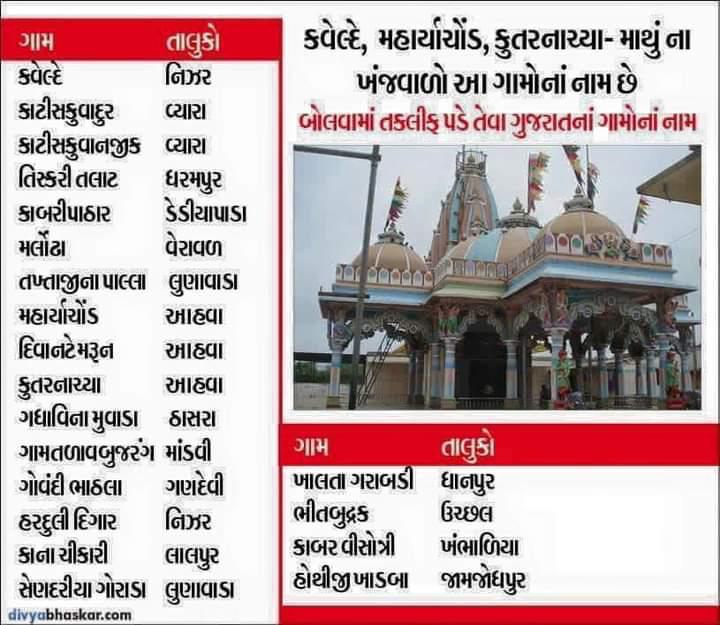 ગામ તાલુકો
કવેલ્દે નિઝર
કાટીસકુવાદુર વ્યારા
કાટીસકુવાનજીક વ્યારા
તિસ્કરી તલાટ ધરમપુર
કાબરીપાઠાર ડેડીયાપાડા
મર્લોઢા વેરાવળ
તખ્તાજીના પાલ્લા લુણાવાડા
મહાર્યાચોંડ આહવા
દિવાનટેમરૂન આહવા
કુતરનાચ્યા આહવા
ગધાવિના મુવાડા ઠાસરા
ગામતળાવબુજરંગ માંડવી
ગોવંદી ભાઠલા ગણદેવી
હરદુલી દિગાર નિઝર
કાના ચીકારી લાલપુર
સેણદરીયા ગોરાડા લુણાવાડા
divyabhaskar.com
કવેલ્દે, મહાર્યાચોંડ, કુતરનાચ્યા- માથું ના
ખંજવાળો આ ગામોનાં નામ છે
બોલવામાં તકલીફ પડે તેવા ગુજરાતનાં ગામોનાં નામ
ગામ તાલુકો
ખાલતા ગરાબડી ધાનપુર
ભીતબુદ્રક ઉચ્છલ
કાબર વીસોત્રી ખંભાળિયા
હોથીજી ખાડબા જામજોધપુર